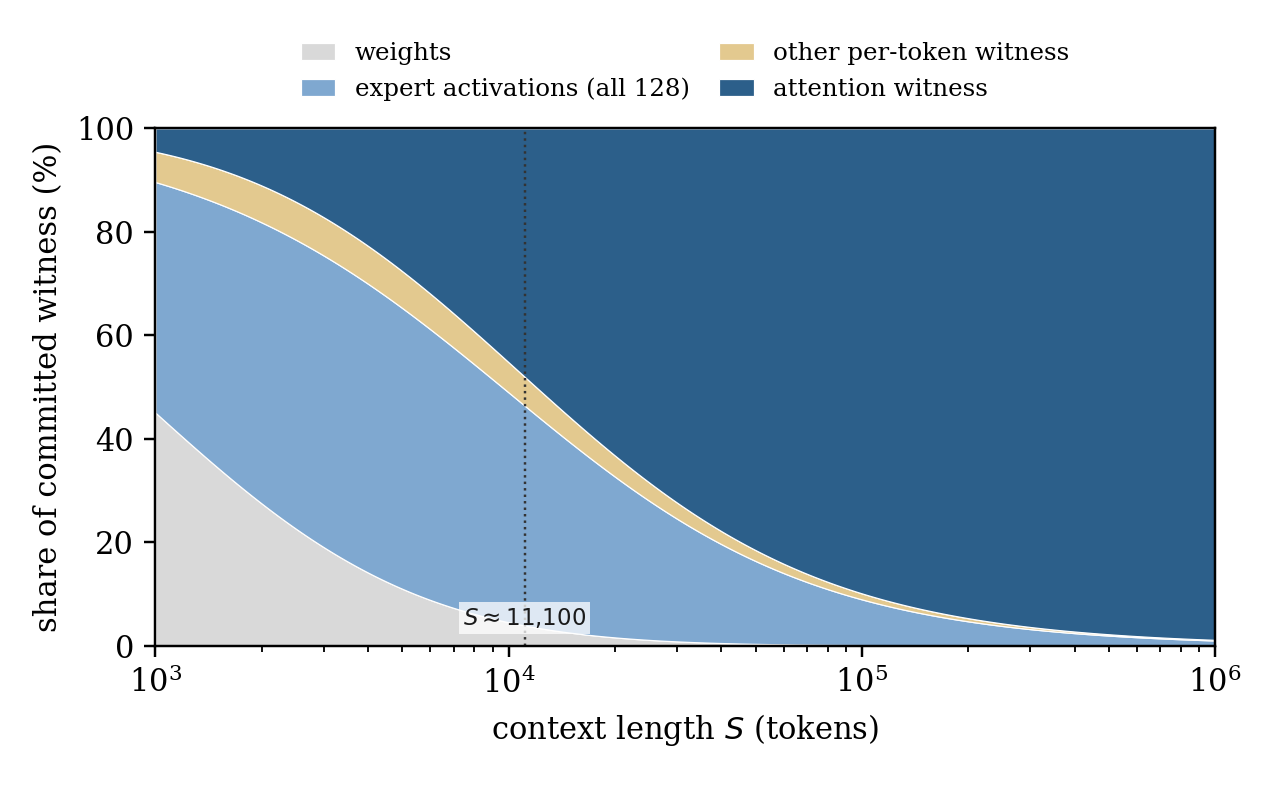 weights
other per-token witness
expert activations (all 128)
attention witness
share of committed witness (%)
100
80
60
40
20
0
S ≈ 11,100
10³
10⁴
10⁵
10⁶
context length S (tokens)